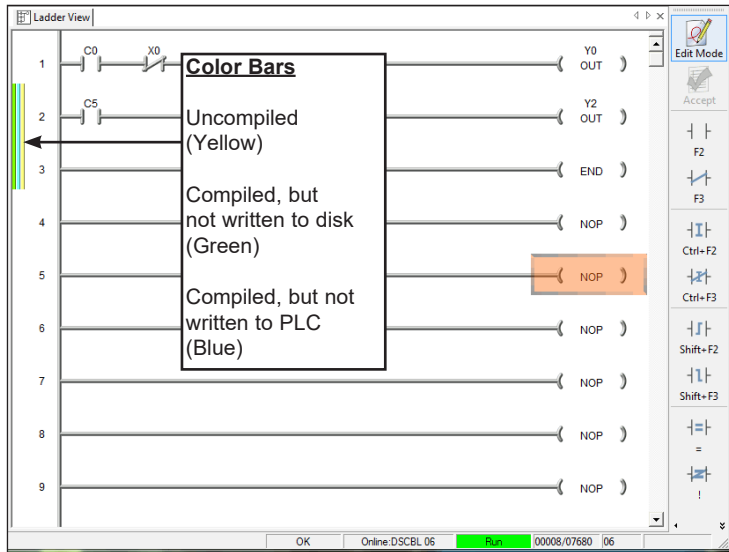 Ladder View
1
C0
X0
Y0
OUT
2
C5
Y2
OUT
3
END
4
NOP
5
NOP
6
NOP
7
NOP
8
NOP
9
NOP
Color Bars
Uncompiled
(Yellow)
Compiled, but
not written to disk
(Green)
Compiled, but not
written to PLC
(Blue)
Edit Mode
Accept
F2
F3
Ctrl+F2
Ctrl+F3
Shift+F2
Shift+F3
=
!
OK Online:DSCBL 06 Run 00008/07680 06